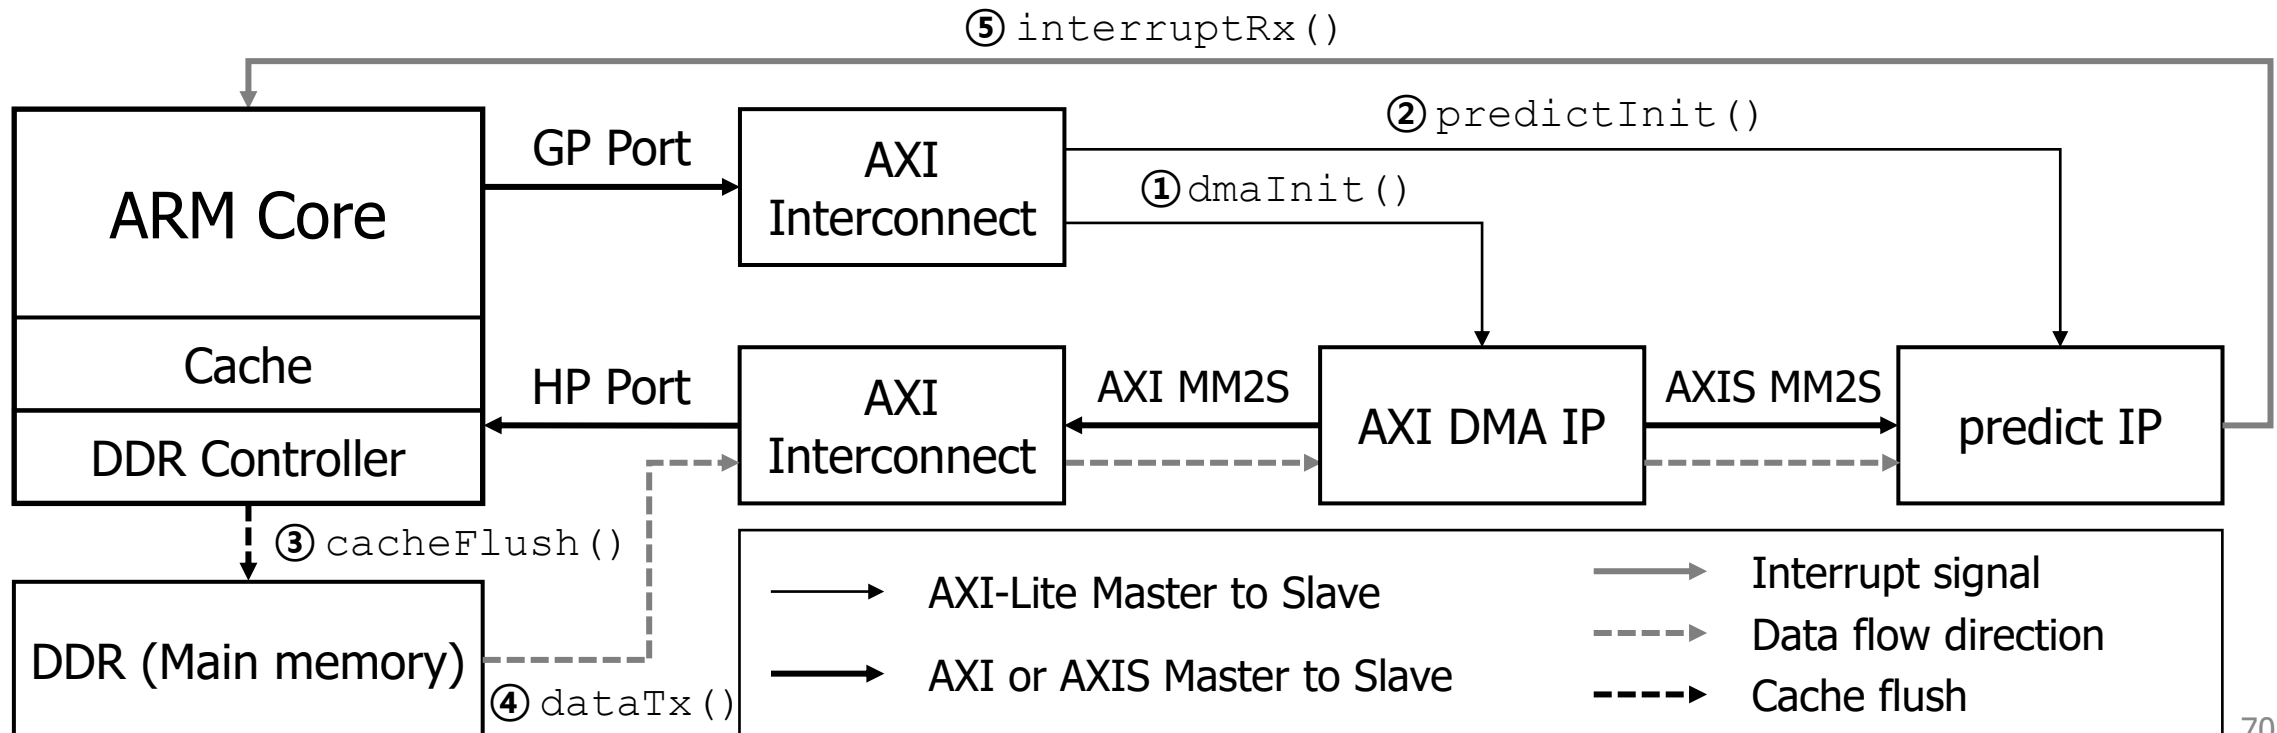 ⑤ interruptRx()
② predictInit()
GP Port
AXI
Interconnect
① dmaInit()
ARM Core
Cache
HP Port
AXI
Interconnect
AXI MM2S
AXI DMA IP
AXIS MM2S
predict IP
DDR Controller
③ cacheFlush()
DDR (Main memory)
④ dataTx()
AXI-Lite Master to Slave
AXI or AXIS Master to Slave
Interrupt signal
Data flow direction
Cache flush
70